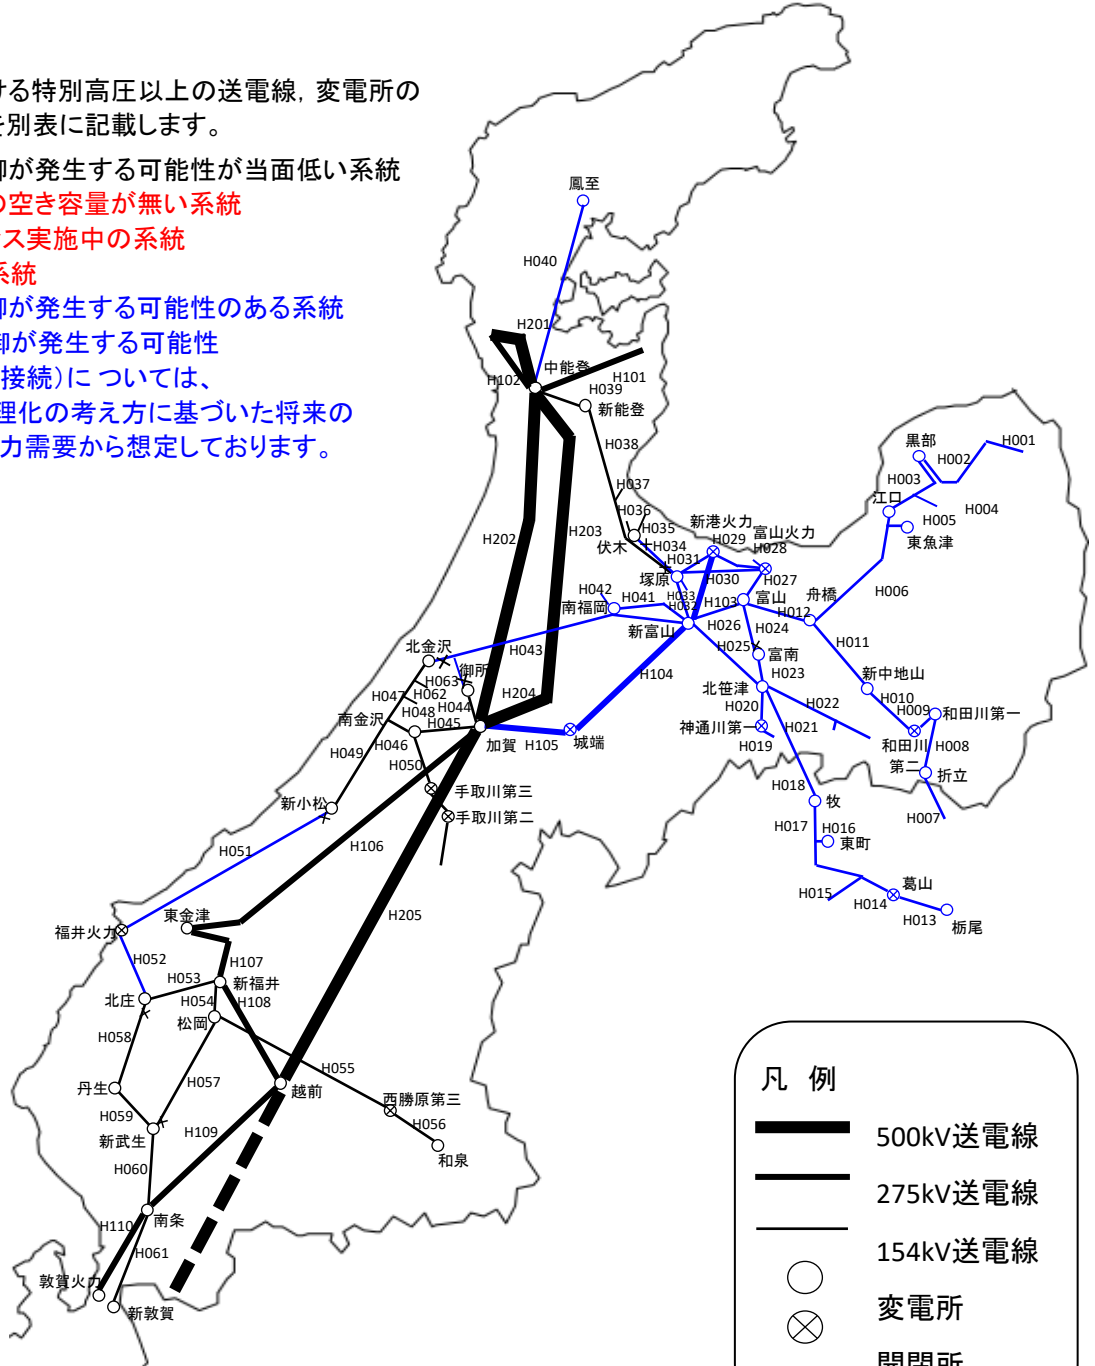 ける特別高圧以上の送電線，変電所の
を別表に記載します。
御が発生する可能性が当面低い系統
の空き容量が無い系統
セス実施中の系統
系統
御が発生する可能性のある系統
御が発生する可能性
接続）に ついては、
理化の考え方に基づいた将来の
力需要から想定しております。
鳳至
H040
H201
中能登
H102
H101
H039
新能登
H038
H037
H036
H035
伏木
H034
H202
H203
新港火力
H029
富山火力
H028
H031
塚原
H030
H027
H033
H032
H103
富山
舟橋
H012
黒部
H001
H002
H003
江口
H004
H005
東魚津
H006
H042
H041
南福岡
新富山
H026
H024
H025
富南
H011
新中地山
H010
H009
和田川第一
和田川
第二
H008
折立
H007
北金沢
H043
御所
H063
H062
H047
H044
H204
H104
H023
北笹津
H022
H020
H021
神通川第一
H019
南金沢
H048
H045
加賀
H105
城端
H046
H049
H050
手取川第三
手取川第二
新小松
H018
牧
H017
H016
東町
H015
H014
葛山
H013
栃尾
H051
H106
H205
東金津
福井火力
H052
H107
H053
新福井
北庄
H054
H108
松岡
H058
H057
H055
越前
丹生
西勝原第三
H059
H056
新武生
H109
和泉
H060
南条
H110
H061
敦賀火力
新敦賀
凡 例
500kV送電線
275kV送電線
154kV送電線
変電所